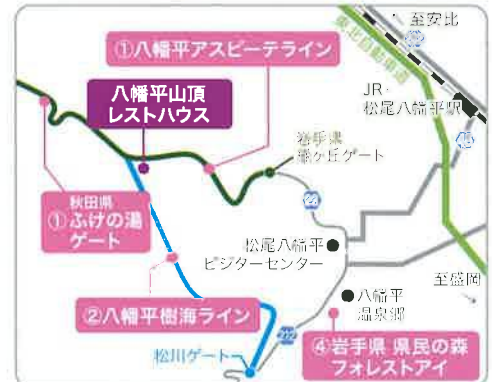 至安比
東北自動車道
①八幡平アスピーテライン
JR
松尾八幡平駅
八幡平山頂
レストハウス
岩手県
御在所ゲート
秋田県
①ふけの湯
ゲート
松尾八幡平
ビジターセンター
至盛岡
八幡平
温泉郷
②八幡平樹海ライン
④岩手県 県民の森
フォレストアイ
松川ゲート